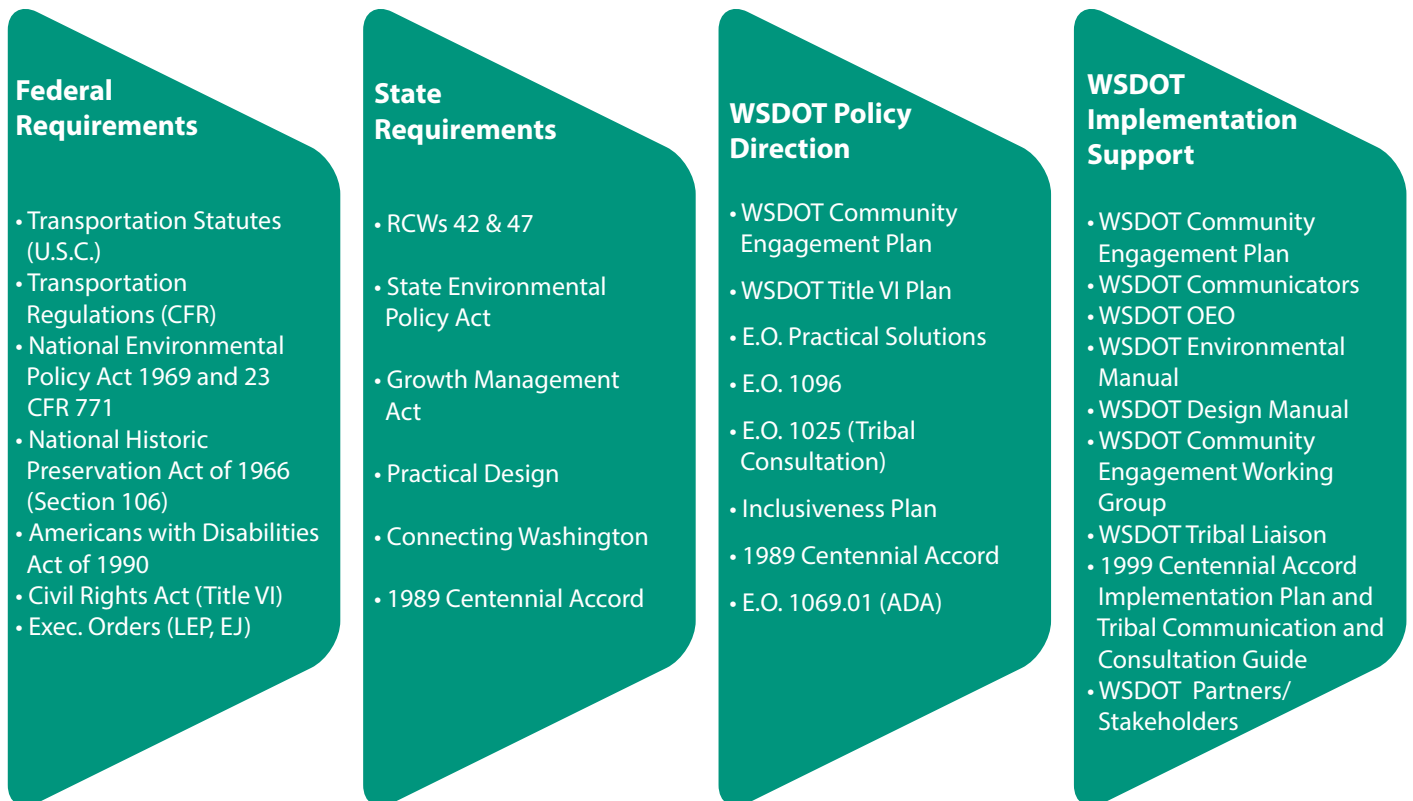 Federal
Requirements
• Transportation Statutes
(U.S.C.)
• Transportation
Regulations (CFR)
• National Environmental
Policy Act 1969 and 23
CFR 771
• National Historic
Preservation Act of 1966
(Section 106)
• Americans with Disabilities
Act of 1990
• Civil Rights Act (Title VI)
• Exec. Orders (LEP, EJ)
State
Requirements
• RCWs 42 & 47
• State Environmental
Policy Act
• Growth Management
Act
• Practical Design
• Connecting Washington
• 1989 Centennial Accord
WSDOT Policy
Direction
• WSDOT Community
Engagement Plan
• WSDOT Title VI Plan
• E.O. Practical Solutions
• E.O. 1096
• E.O. 1025 (Tribal
Consultation)
• Inclusiveness Plan
• 1989 Centennial Accord
• E.O. 1069.01 (ADA)
WSDOT
Implementation
Support
• WSDOT Community
Engagement Plan
• WSDOT Communicators
• WSDOT OEO
• WSDOT Environmental
Manual
• WSDOT Design Manual
• WSDOT Community
Engagement Working
Group
• WSDOT Tribal Liaison
• 1999 Centennial Accord
Implementation Plan and
Tribal Communication and
Consultation Guide
• WSDOT Partners/
Stakeholders